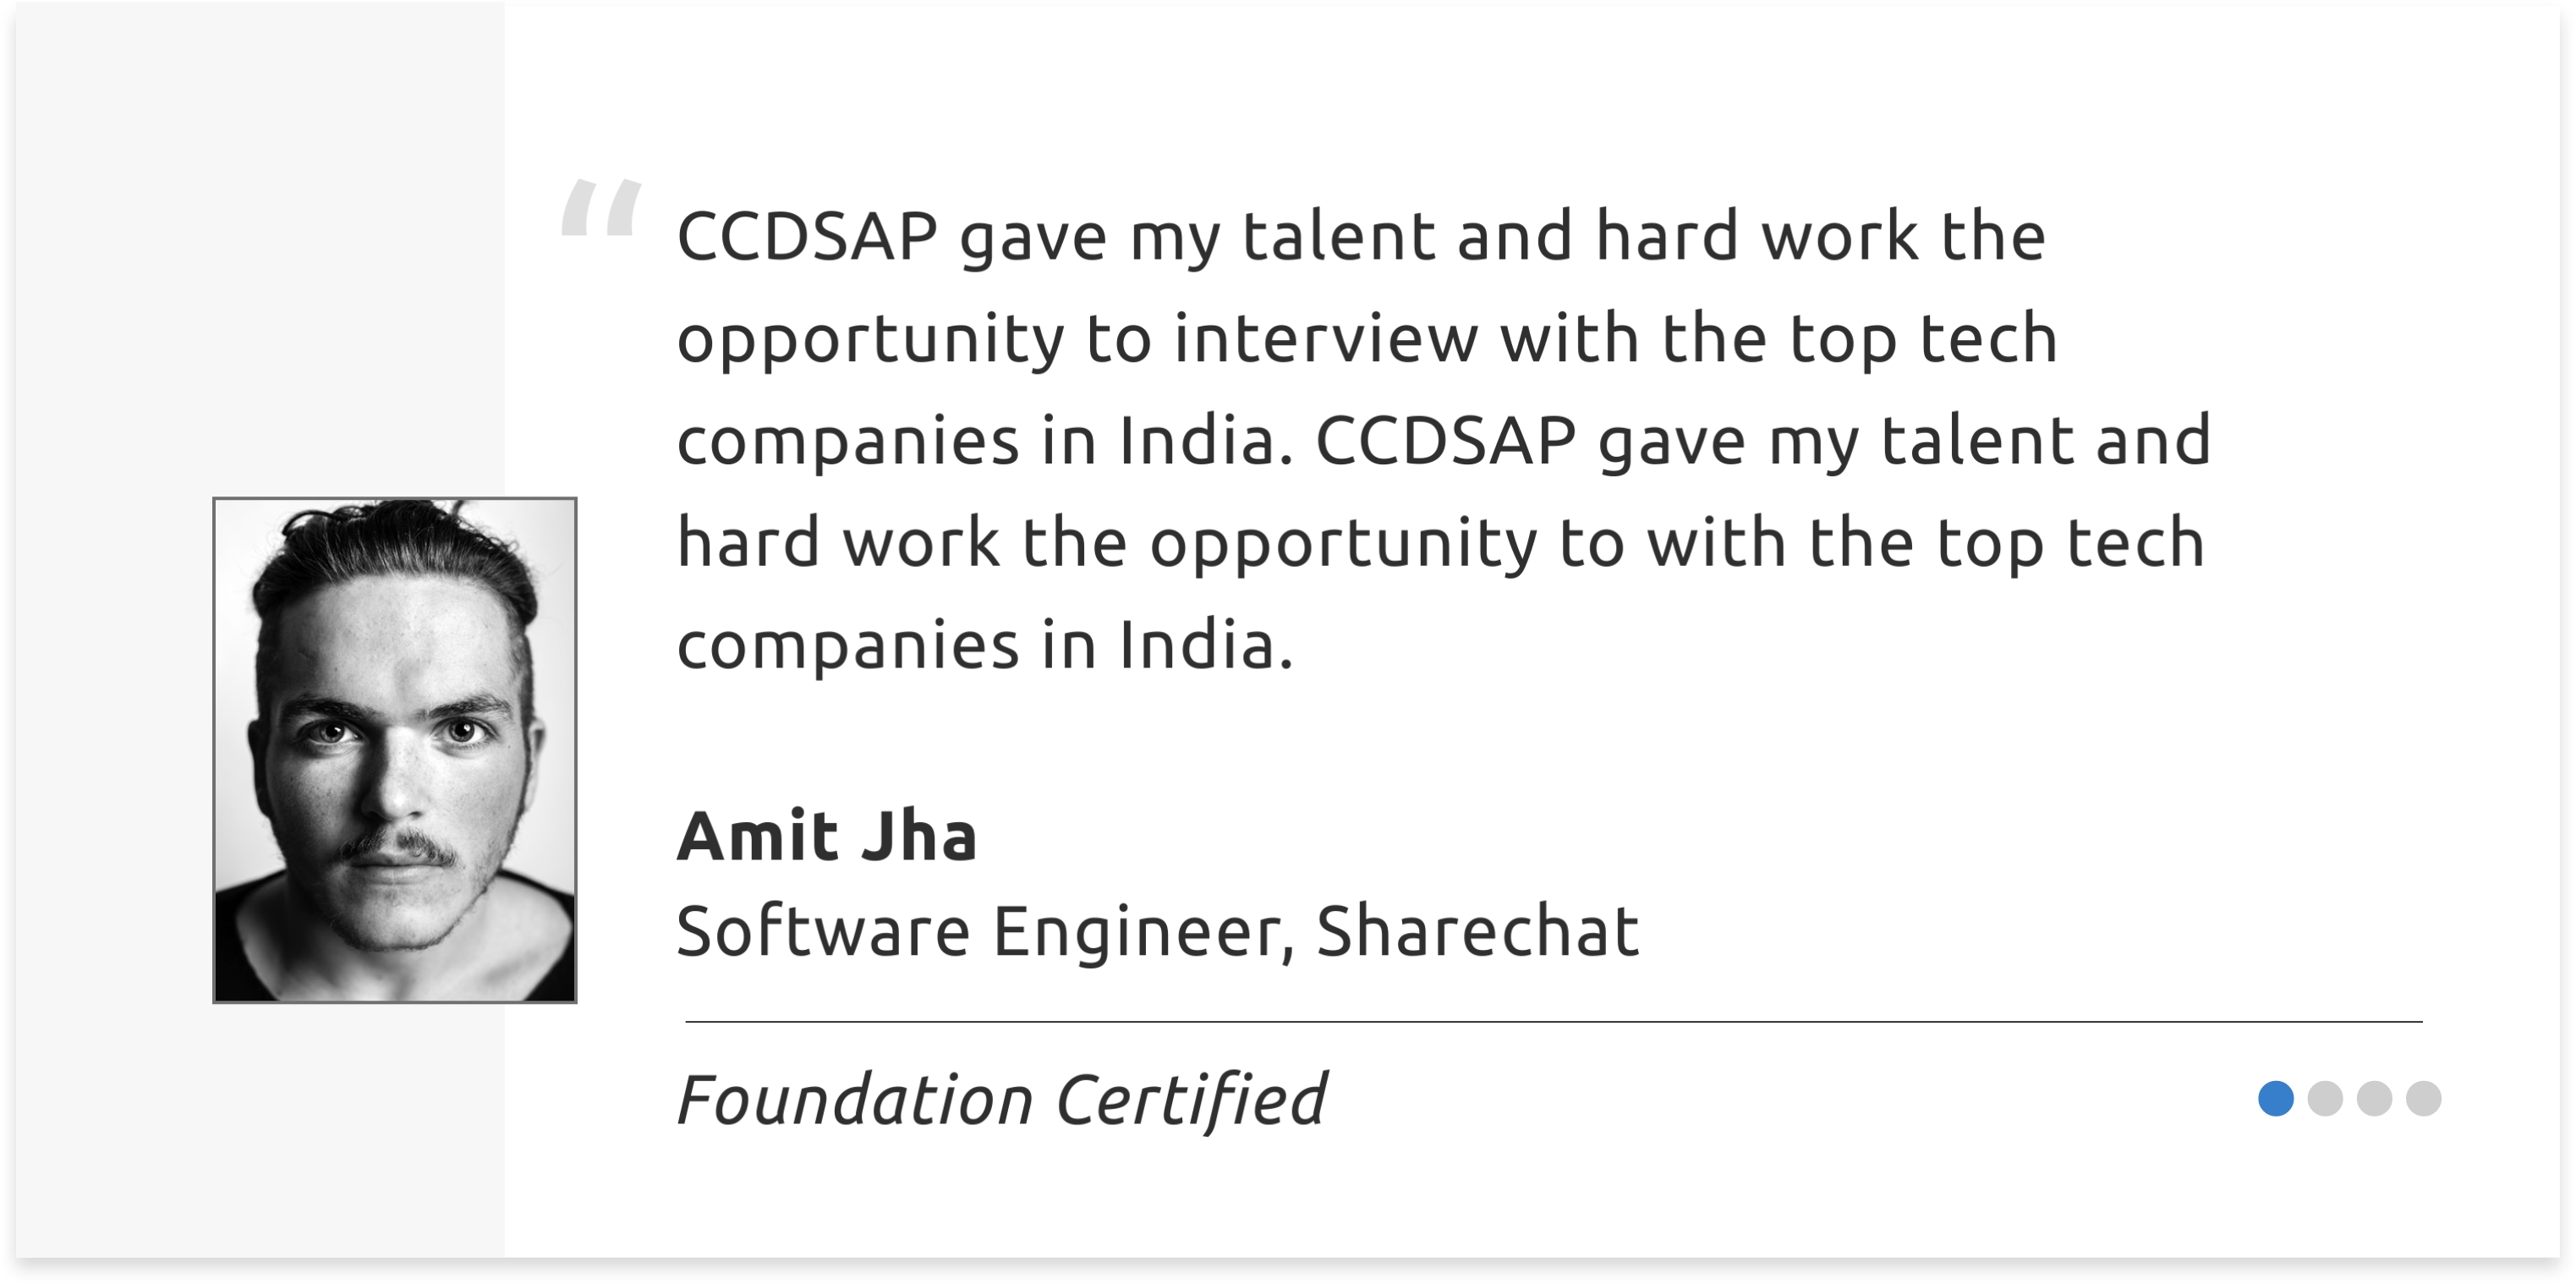 “CCDSAP gave my talent and hard work the
opportunity to interview with the top tech
companies in India. CCDSAP gave my talent and
hard work the opportunity to with the top tech
companies in India.
Amit Jha
Software Engineer, Sharechat
Foundation Certified